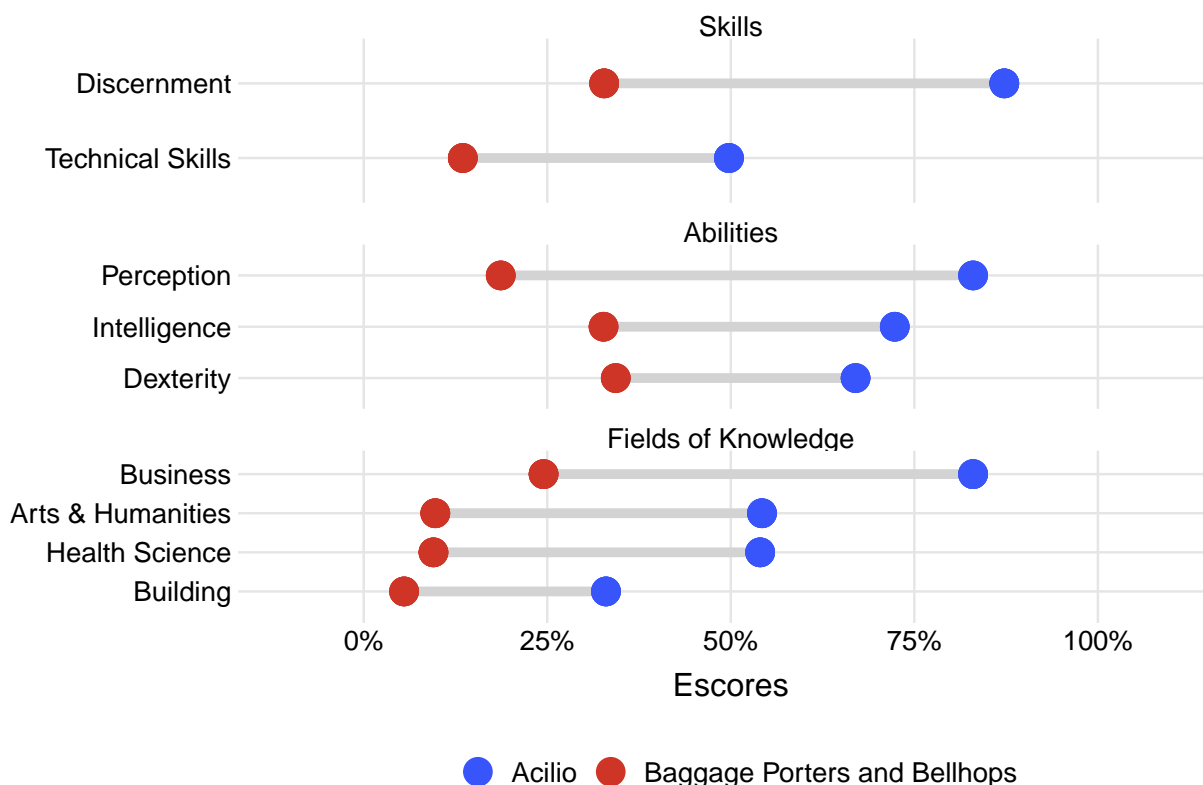 Skills
Discernment
Technical Skills
Abilities
Perception
Intelligence
Dexterity
Fields of Knowledge
Business
Arts & Humanities
Health Science
Building
0% 25% 50% 75% 100%
Escores
Acilio Baggage Porters and Bellhops